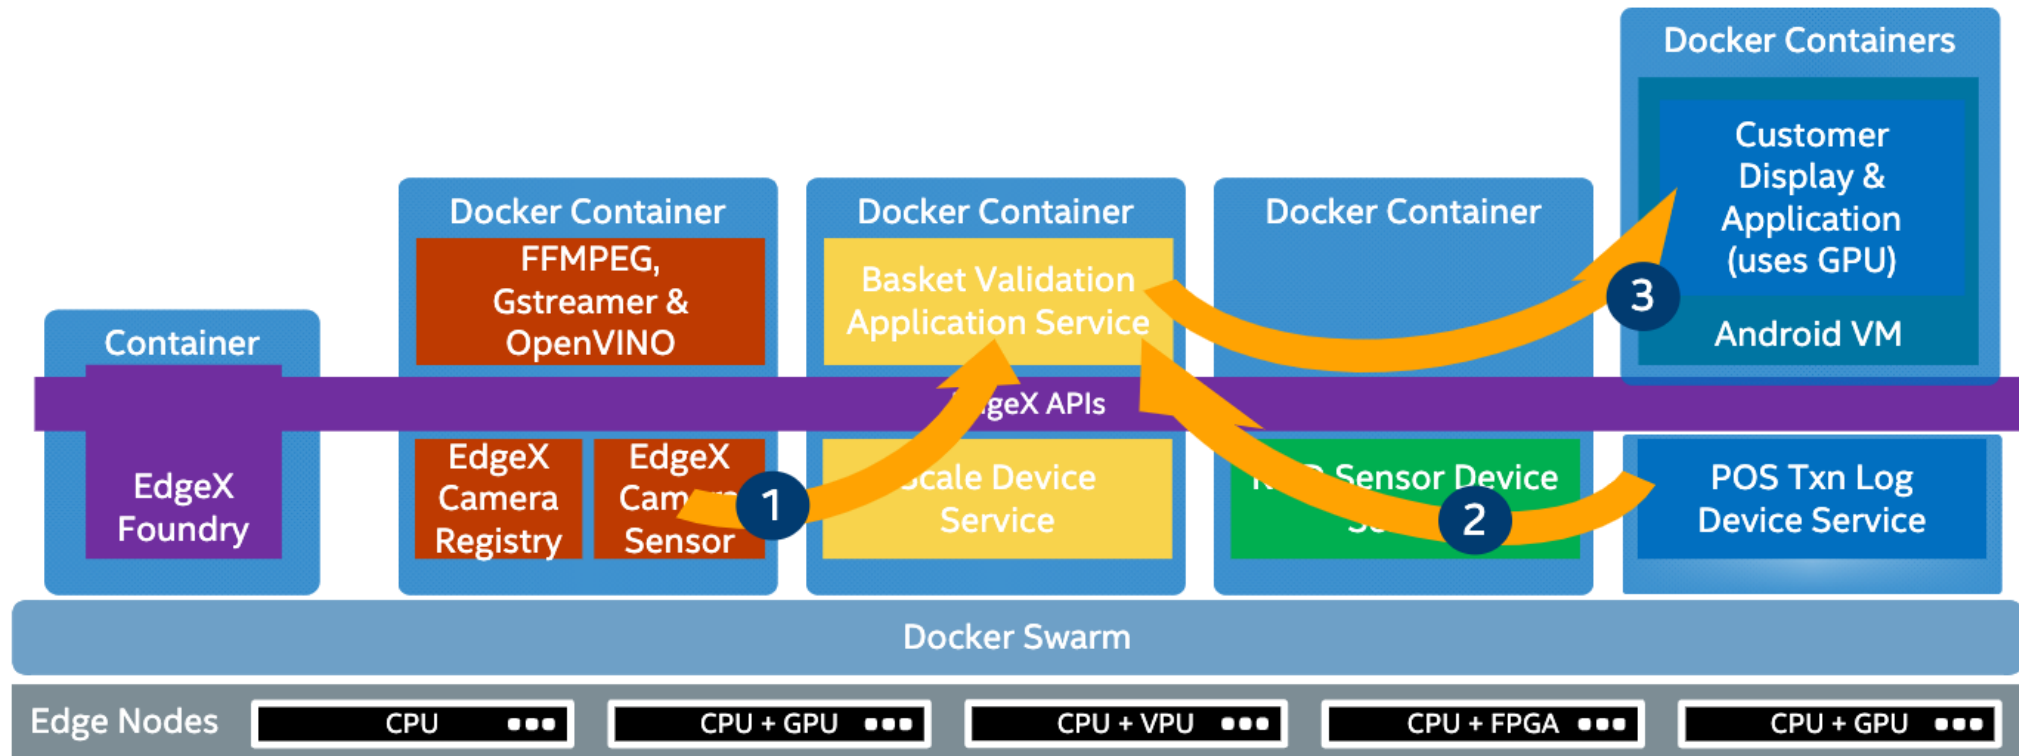 Docker Containers
Customer
Display &
Application
(uses GPU)
Android VM
Docker Container
FFMPEG,
Gstreamer &
OpenVINO
Docker Container
Basket Validation
Application Service
Docker Container
Container
EdgeX
Foundry
APIs
EdgeX
Camera
Registry
EdgeX
Sensor
Device
Service
Sensor Device
POS Txn Log
Device Service
1
2
3
Docker Swarm
Edge Nodes
CPU
CPU + GPU
CPU + VPU
CPU + FPGA
CPU + GPU